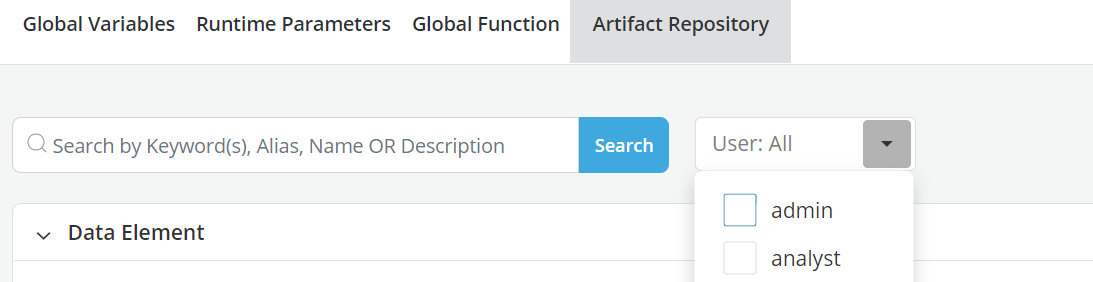 Global Variables Runtime Parameters Global Function Artifact Repository
Search by Keyword(s), Alias, Name OR Description Search User: All
admin
Data Element
analyst